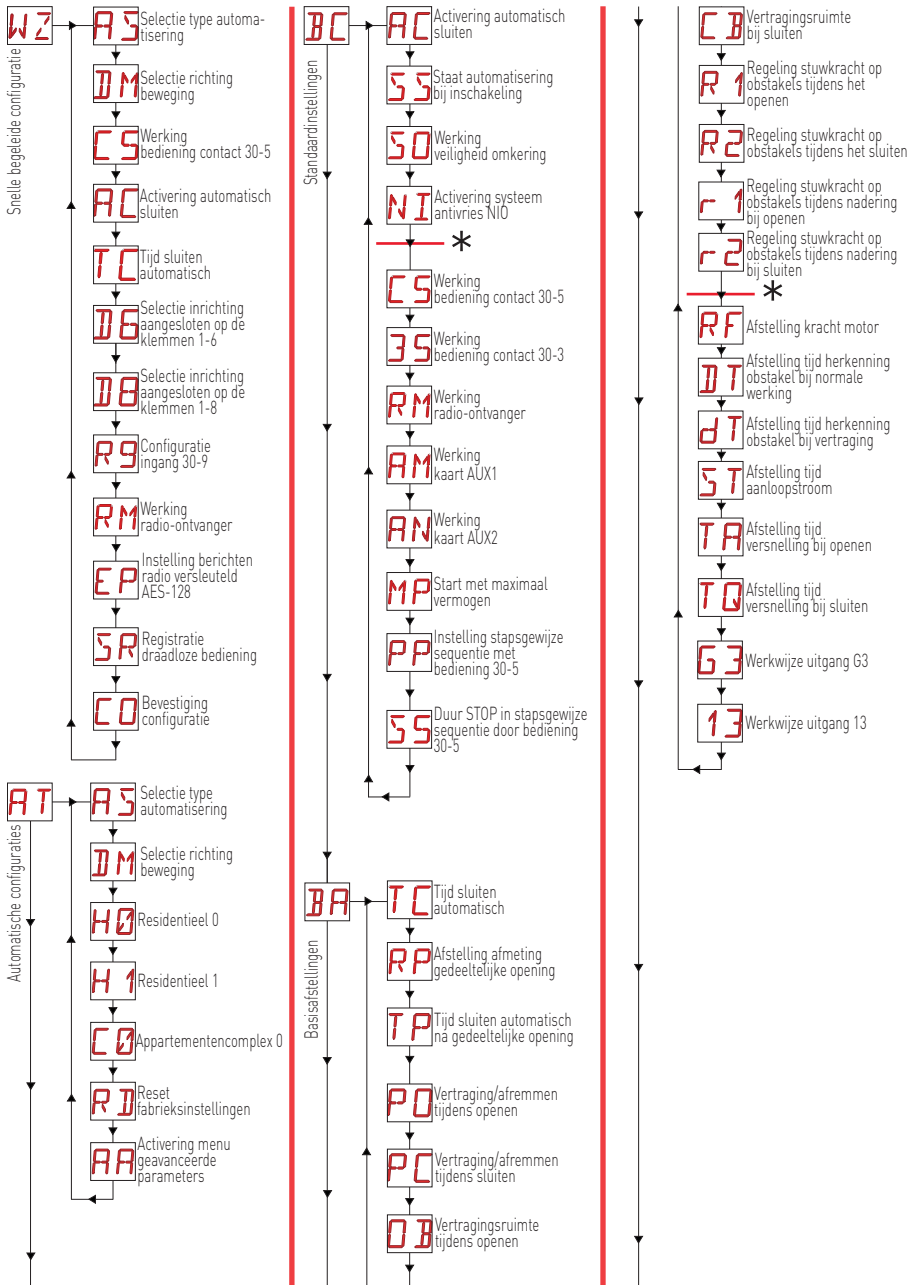 WZ
Snelle begeleide configuratie
AS
Selectie type automa-
tisering
DM
Selectie richting
beweging
CS
Werking
bediening contact 30-5
AC
Activering automatisch
sluiten
TC
Tijd sluiten
automatisch
D6
Selectie inrichting
aangesloten op de
klemmen 1-6
D8
Selectie inrichting
aangesloten op de
klemmen 1-8
R9
Configuratie
ingang 30-9
RM
Werking
radio-ontvanger
EP
Instelling berichten
radio versleuteld
AES-128
SR
Registratie
draadloze bediening
CO
Bevestiging
configuratie
AT
Automatische configuraties
AS
Selectie type
automatisering
DM
Selectie richting
beweging
H0
Residentieel 0
H1
Residentieel 1
C0
Appartementencomplex 0
RD
Reset
fabrieksinstellingen
AA
Activering menu
geavanceerde
parameters
BC
Standaardinstellingen
AC
Activering automatisch
sluiten
SS
Staat automatisering
bij inschakeling
SO
Werking
veiligheid omkering
NI
Activering systeem
antivries NIO
*
CS
Werking
bediening contact 30-5
3S
Werking
bediening contact 30-3
RM
Werking
radio-ontvanger
AM
Werking
kaart AUX1
AN
Werking
kaart AUX2
MP
Start met maximaal
vermogen
PP
Instelling stapsgewijze
sequentie met
bediening 30-5
S5
Duur STOP in stapsgewijze
sequentie door bediening
30-5
BA
Basisafstellingen
TC
Tijd sluiten
automatisch
RP
Afstelling afmeting
gedeeltelijke opening
TP
Tijd sluiten automatisch
na gedeeltelijke opening
PO
Vertraging/afremmen
tijdens openen
PC
Vertraging/afremmen
tijdens sluiten
OB
Vertragingsruimte
tijdens openen
CB
Vertragingsruimte
bij sluiten
R1
Regeling stuwkracht op
obstakels tijdens het
openen
R2
Regeling stuwkracht op
obstakels tijdens het sluiten
r1
Regeling stuwkracht op
obstakels tijdens nadering
bij openen
r2
Regeling stuwkracht op
obstakels tijdens nadering
bij sluiten
*
RF
Afstelling kracht motor
DT
Afstelling tijd herkenning
obstakel bij normale
werking
dT
Afstelling tijd herkenning
obstakel bij vertraging
ST
Afstelling tijd
aanloopstroom
TA
Afstelling tijd
versnelling bij openen
TQ
Afstelling tijd
versnelling bij sluiten
G3
Werkwijze uitgang G3
13
Werkwijze uitgang 13